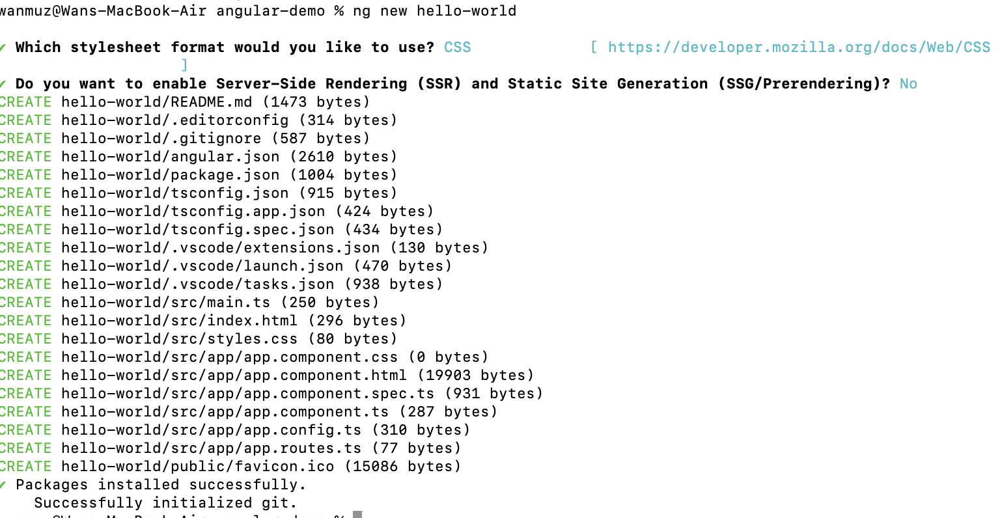 wanmuz@Wans-MacBook-Air angular-demo % ng new hello-world
✔ Which stylesheet format would you like to use? CSS [ https://developer.mozilla.org/docs/Web/CSS
]
✔ Do you want to enable Server-Side Rendering (SSR) and Static Site Generation (SSG/Prerendering)? No
CREATE hello-world/README.md (1473 bytes)
CREATE hello-world/.editorconfig (314 bytes)
CREATE hello-world/.gitignore (587 bytes)
CREATE hello-world/angular.json (2610 bytes)
CREATE hello-world/package.json (1004 bytes)
CREATE hello-world/tsconfig.json (915 bytes)
CREATE hello-world/tsconfig.app.json (424 bytes)
CREATE hello-world/tsconfig.spec.json (434 bytes)
CREATE hello-world/.vscode/extensions.json (130 bytes)
CREATE hello-world/.vscode/launch.json (470 bytes)
CREATE hello-world/.vscode/tasks.json (938 bytes)
CREATE hello-world/src/main.ts (250 bytes)
CREATE hello-world/src/index.html (296 bytes)
CREATE hello-world/src/styles.css (80 bytes)
CREATE hello-world/src/app/app.component.css (0 bytes)
CREATE hello-world/src/app/app.component.html (19903 bytes)
CREATE hello-world/src/app/app.component.spec.ts (931 bytes)
CREATE hello-world/src/app/app.component.ts (287 bytes)
CREATE hello-world/src/app/app.config.ts (310 bytes)
CREATE hello-world/src/app/app.routes.ts (77 bytes)
CREATE hello-world/public/favicon.ico (15086 bytes)
✔ Packages installed successfully.
Successfully initialized git.
wanmuz@Wans-MacBook-Air angular-demo %